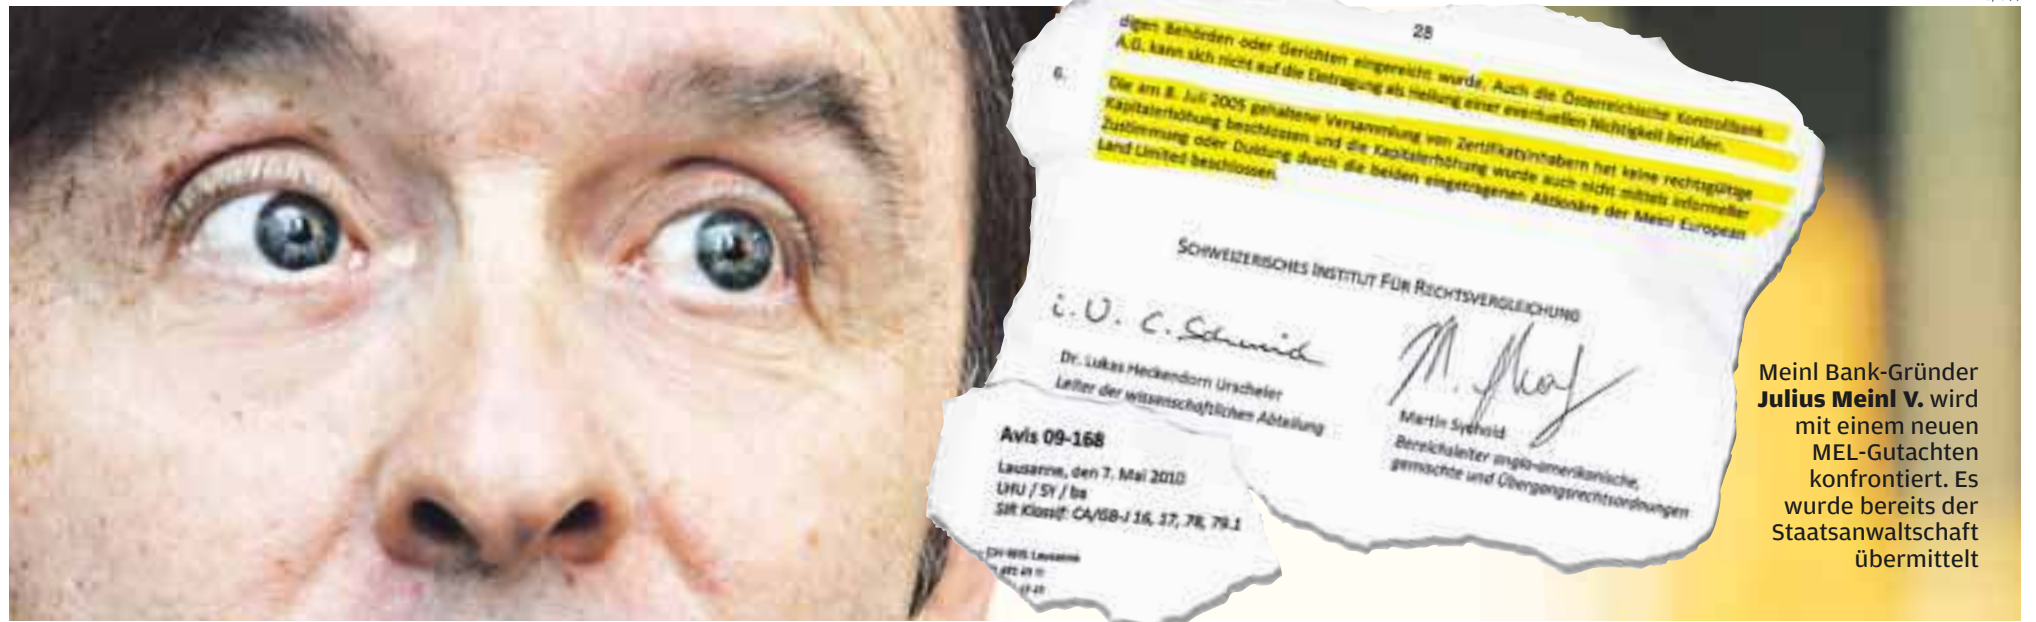 28
digen Behörden oder Gerichten eingereicht wurde. Auch die Österreichische Kontrollbank
A.G. kann sich nicht auf die Eintragung als Heilung einer eventuellen Nichtigkeit berufen.
6. Die am 8. Juli 2005 gehaltene Versammlung von Zertifikatsinhabern hat keine rechtsgültige
Kapitalerhöhung beschlossen und die Kapitalerhöhung wurde auch nicht mittels informeller
Zustimmung oder Duldung durch die beiden eingetragenen Aktionäre der Meinl European
Land Limited beschlossen.
SCHWEIZERISCHES INSTITUT FÜR RECHTSVERGLEICHUNG
i.V. C. Schmid
Dr. Lukas Heckendorn Urscheler
Leiter der wissenschaftlichen Abteilung
Martin Sychold
Bereichsleiter anglo-amerikanische,
gemischte und Übergangsrechtsordnungen
Avis 09-168
Lausanne, den 7. Mai 2010
LHU / SY / bs
SIR Klassif: CA/GB-J 16, 17, 78, 79.1
Lausanne
Meinl Bank-Gründer
Julius Meinl V. wird
mit einem neuen
MEL-Gutachten
konfrontiert. Es
wurde bereits der
Staatsanwaltschaft
übermittelt